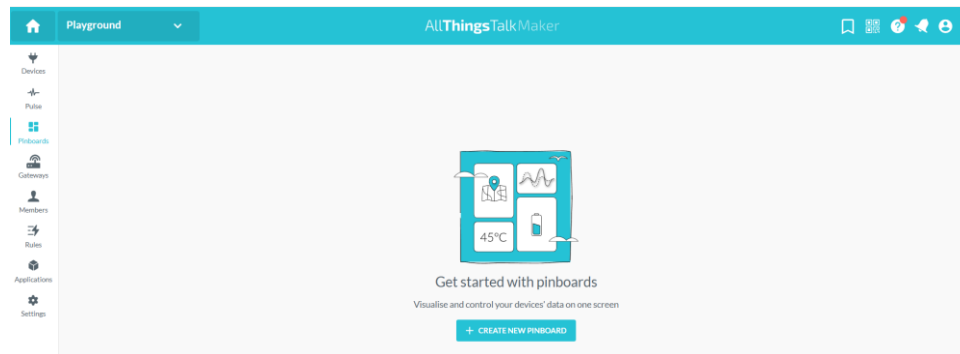 Playground
AllThingsTalkMaker
Devices
Pulse
Pinboards
Gateways
Members
Rules
Applications
Settings
45°C
Get started with pinboards
Visualise and control your devices' data on one screen
+ CREATE NEW PINBOARD